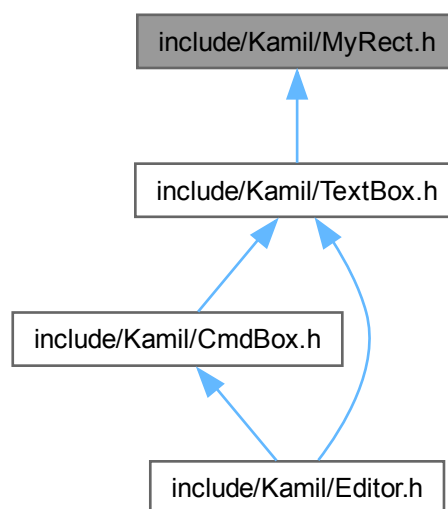 include/Kamil/MyRect.h
include/Kamil/TextBox.h
include/Kamil/CmdBox.h
include/Kamil/Editor.h